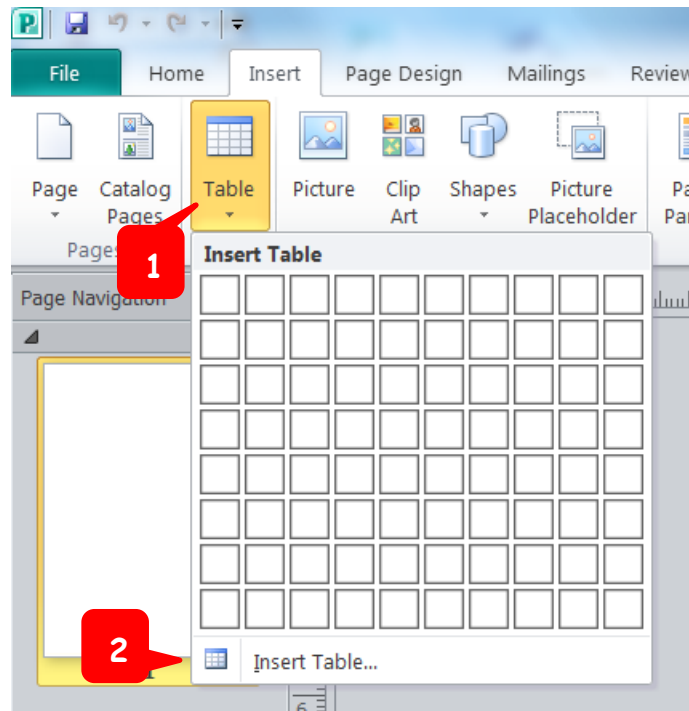 P
File Home Insert Page Design Mailings Review
Page Catalog Pages Table Picture Clip Art Shapes Picture Placeholder
1
Insert Table
Page Navigation
2
Insert Table...
6